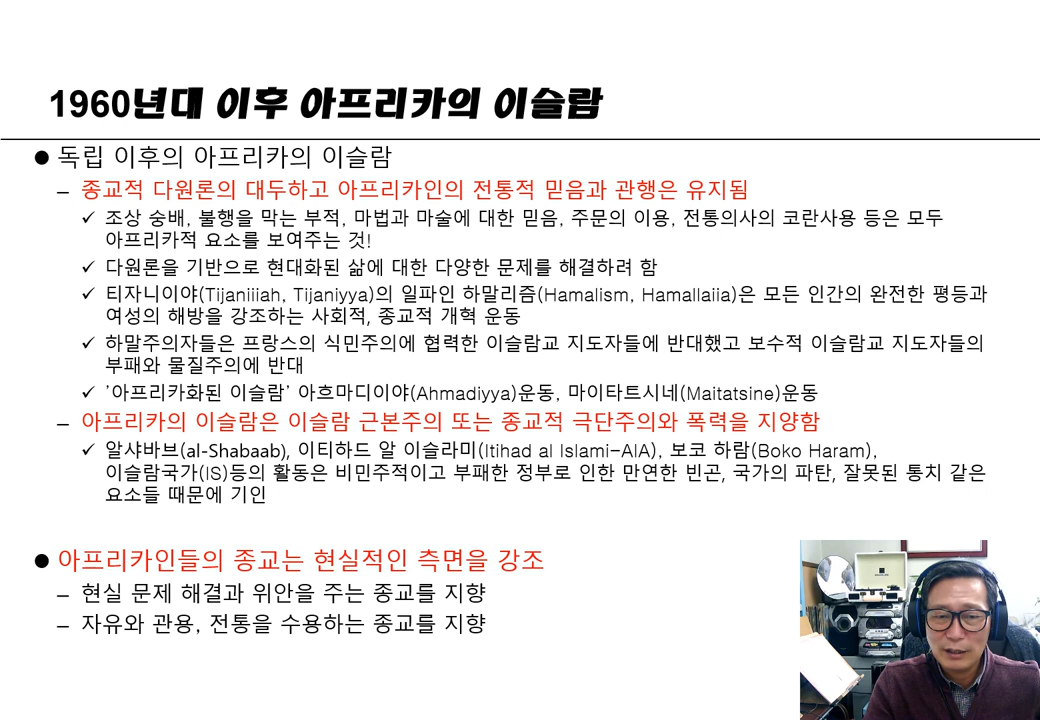 1960년대 이후 아프리카의 이슬람
● 독립 이후의 아프리카의 이슬람
– 종교적 다원론의 대두하고 아프리카인의 전통적 믿음과 관행은 유지됨
✓ 조상 숭배, 불행을 막는 부적, 마법과 마술에 대한 믿음, 주문의 이용, 전통의사의 코란사용 등은 모두
아프리카적 요소를 보여주는 것!
✓ 다원론을 기반으로 현대화된 삶에 대한 다양한 문제를 해결하려 함
✓ 티자니이야(Tijaniiiah, Tijaniyya)의 일파인 하말리즘(Hamalism, Hamallaiia)은 모든 인간의 완전한 평등과
여성의 해방을 강조하는 사회적, 종교적 개혁 운동
✓ 하말주의자들은 프랑스의 식민주의에 협력한 이슬람교 지도자들에 반대했고 보수적 이슬람교 지도자들의
부패와 물질주의에 반대
✓ '아프리카화된 이슬람' 아흐마디이야(Ahmadiyya)운동, 마이타트시네(Maitatsine)운동
– 아프리카의 이슬람은 이슬람 근본주의 또는 종교적 극단주의와 폭력을 지양함
✓ 알샤바브(al-Shabaab), 이티하드 알 이슬라미(Itihad al Islami-AIA), 보코 하람(Boko Haram),
이슬람국가(IS)등의 활동은 비민주적이고 부패한 정부로 인한 만연한 빈곤, 국가의 파탄, 잘못된 통치 같은
요소들 때문에 기인
● 아프리카인들의 종교는 현실적인 측면을 강조
– 현실 문제 해결과 위안을 주는 종교를 지향
– 자유와 관용, 전통을 수용하는 종교를 지향